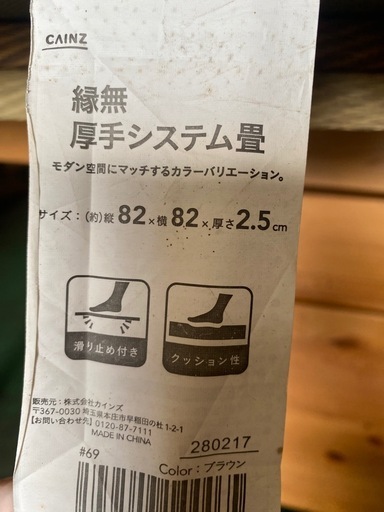 CAINZ
縁無
厚手システム畳
モダン空間にマッチするカラーバリエーション。
サイズ：(約)縦82×横82×厚さ2.5cm
滑り止め付き
クッション性
販売元：株式会社カインズ
〒367-0030 埼玉県本庄市早稲田の杜1-2-1
【お問い合わせ先】0120-87-7111
MADE IN CHINA
280217
#69
Color：ブラウン